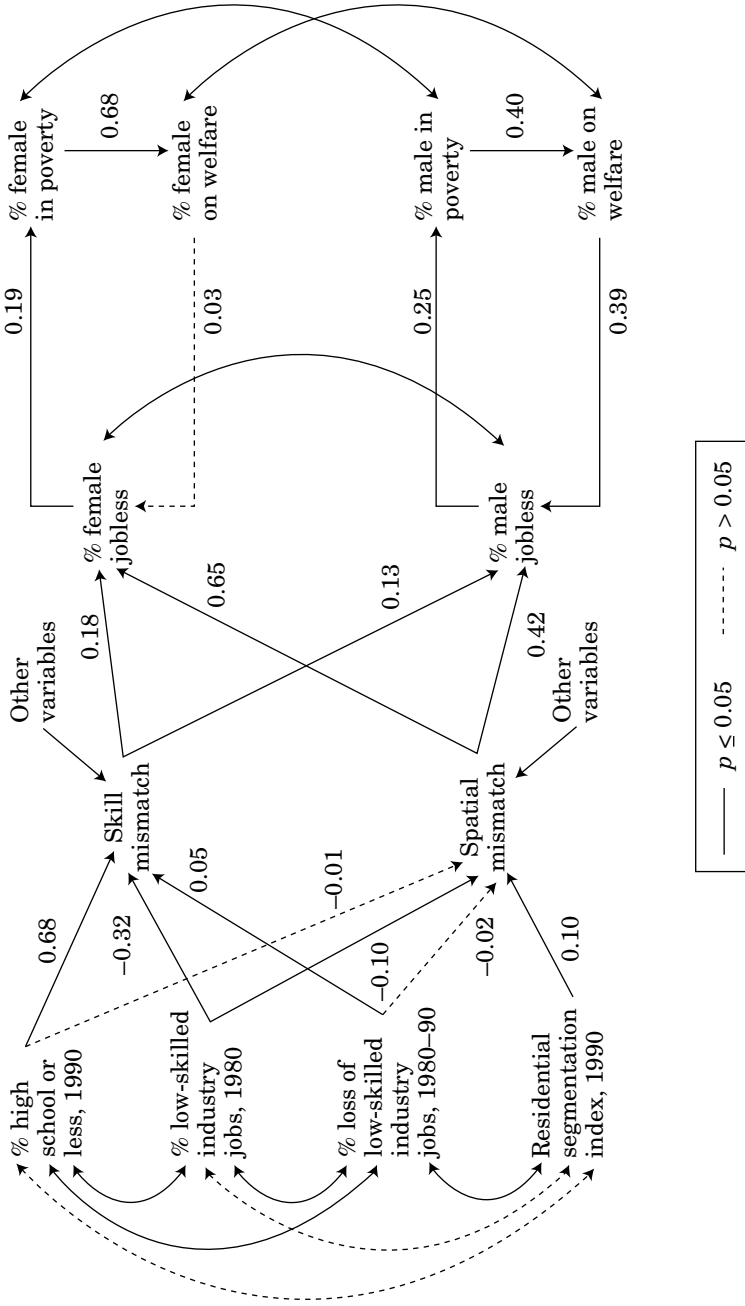 % high
school or
less, 1990
% low-skilled
industry
jobs, 1980
% loss of
low-skilled
industry
jobs, 1980–90
Residential
segmentation
index, 1990
0.68
–0.32
0.05
–0.01
–0.10
–0.02
0.10
Other
variables
Skill
mismatch
Spatial
mismatch
Other
variables
0.18
0.65
0.13
0.42
% female
jobless
% male
jobless
0.19
0.03
0.25
0.39
% female
in poverty
0.68
% female
on welfare
% male in
poverty
0.40
% male on
welfare
p ≤ 0.05
p > 0.05